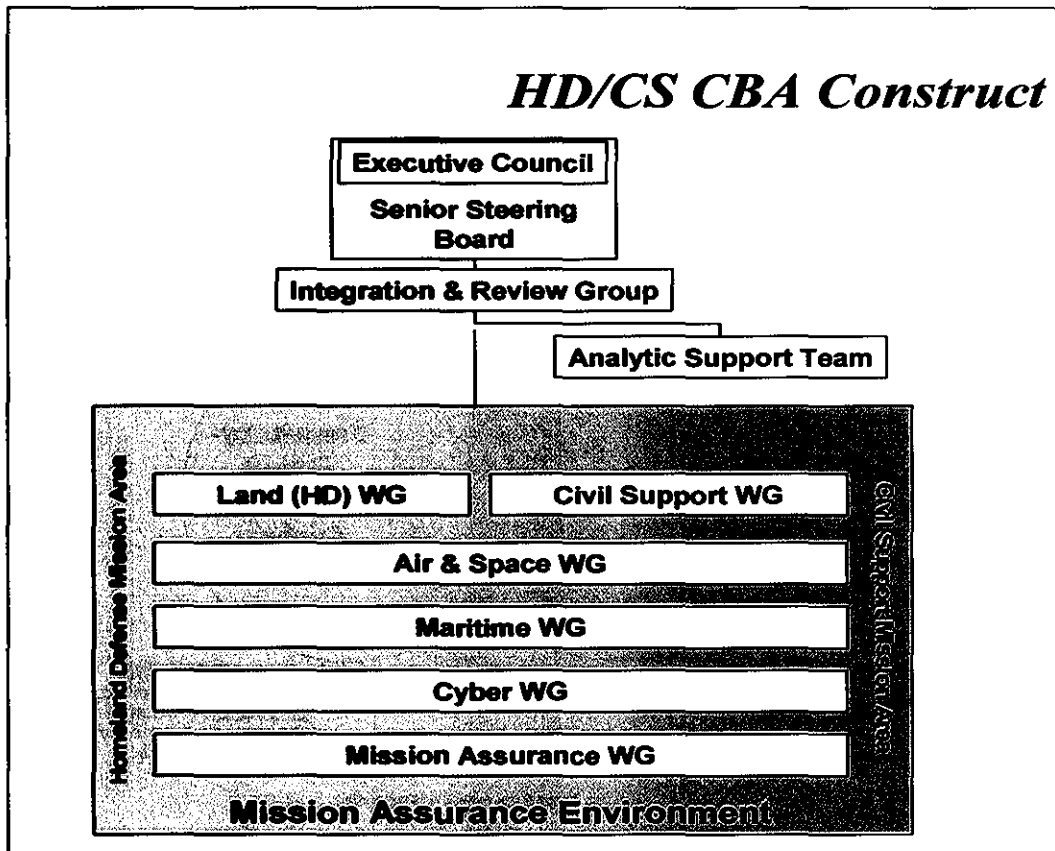 HD/CS CBA Construct
Executive Council
Senior Steering
Board
Integration & Review Group
Analytic Support Team
Homeland Defense Mission Area
Land (HD) WG
Civil Support WG
Air & Space WG
Maritime WG
Cyber WG
Mission Assurance WG
Civil Support Mission Area
Mission Assurance Environment